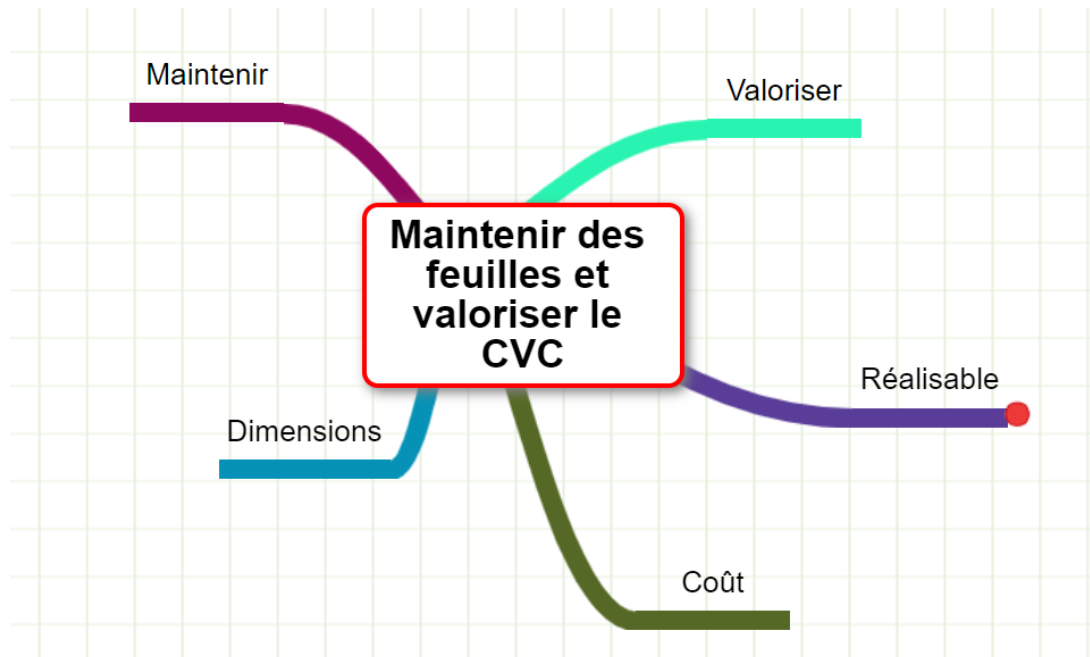 Maintenir
Valoriser
Maintenir des
feuilles et
valoriser le
CVC
Réalisable
Dimensions
Coût